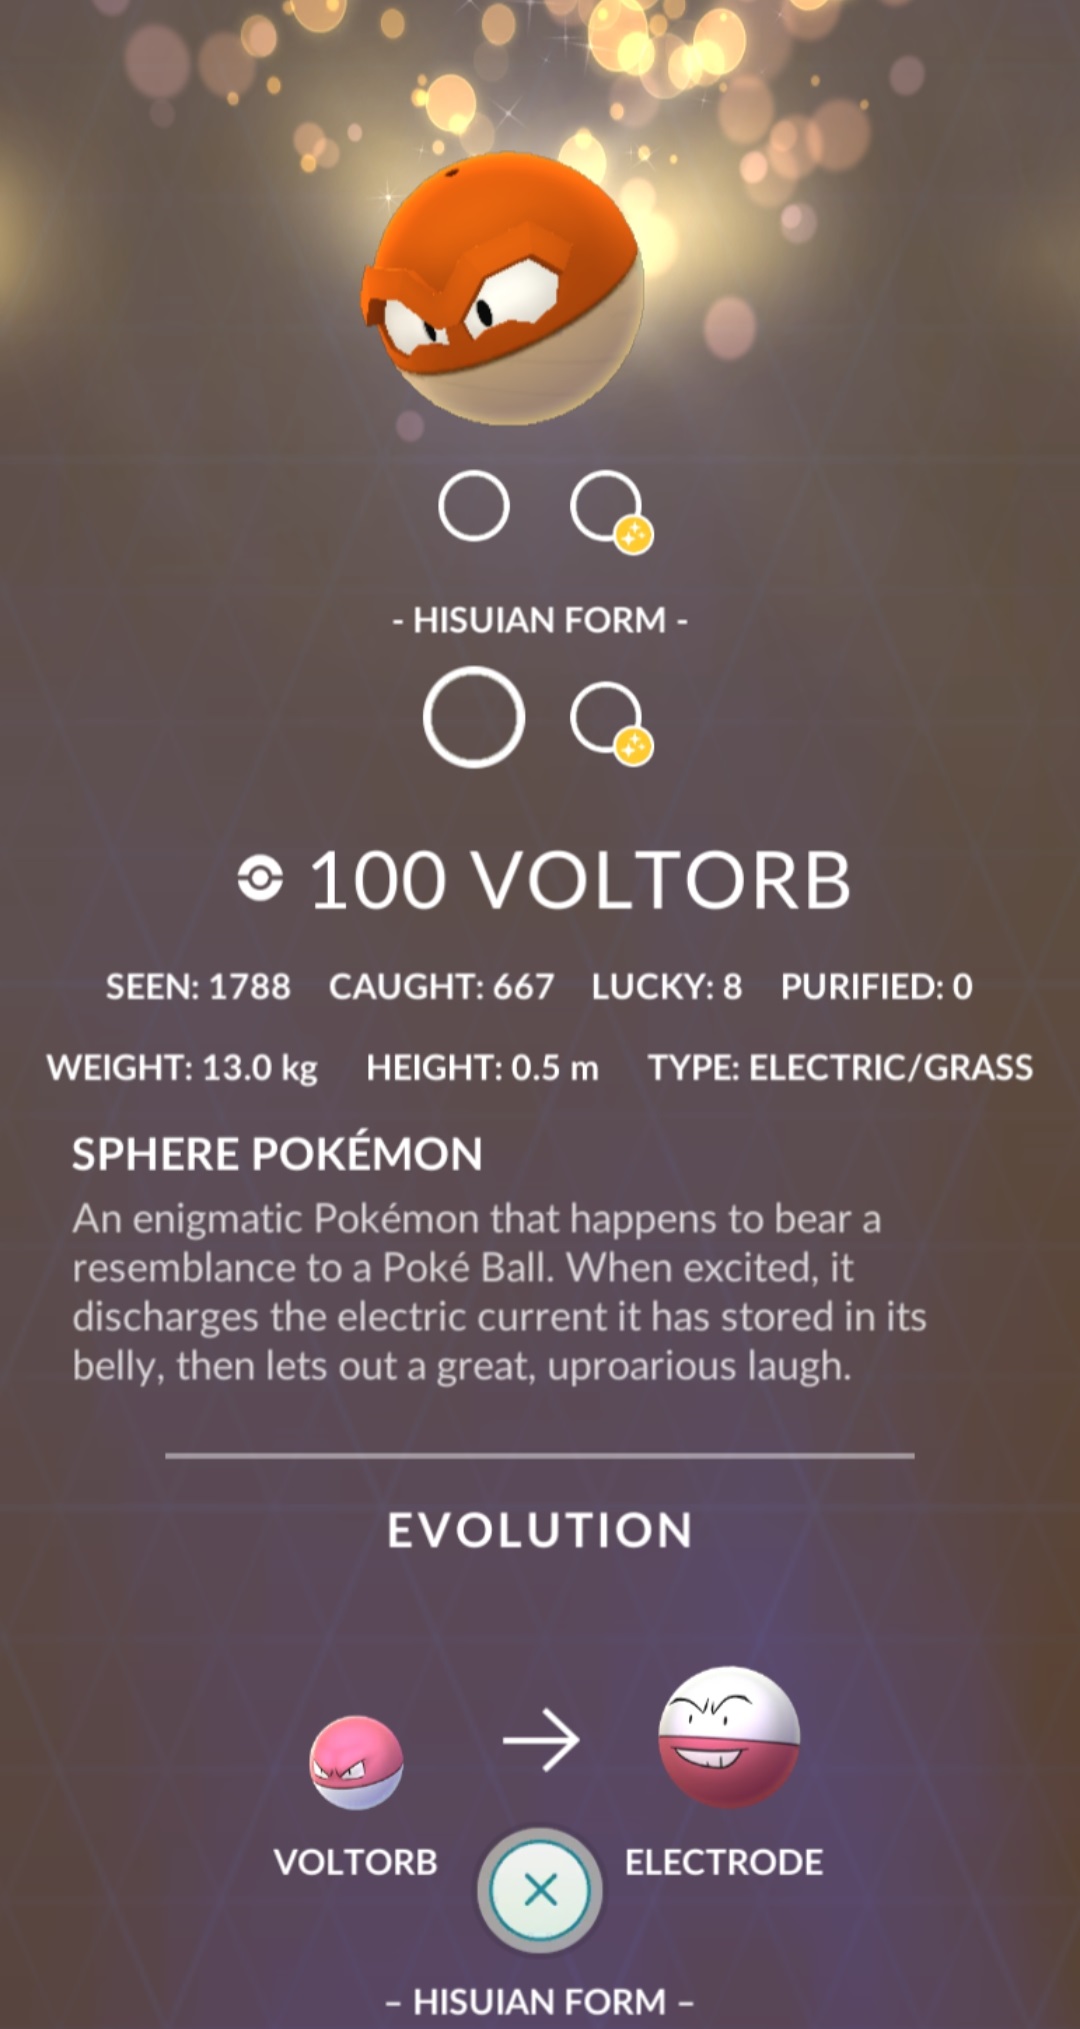 - HISUIAN FORM -
100 VOLTORB
SEEN: 1788 CAUGHT: 667 LUCKY: 8 PURIFIED: 0
WEIGHT: 13.0 kg HEIGHT: 0.5 m TYPE: ELECTRIC/GRASS
SPHERE POKÉMON
An enigmatic Pokémon that happens to bear a
resemblance to a Poké Ball. When excited, it
discharges the electric current it has stored in its
belly, then lets out a great, uproarious laugh.
EVOLUTION
VOLTORB ELECTRODE
– HISUIAN FORM –